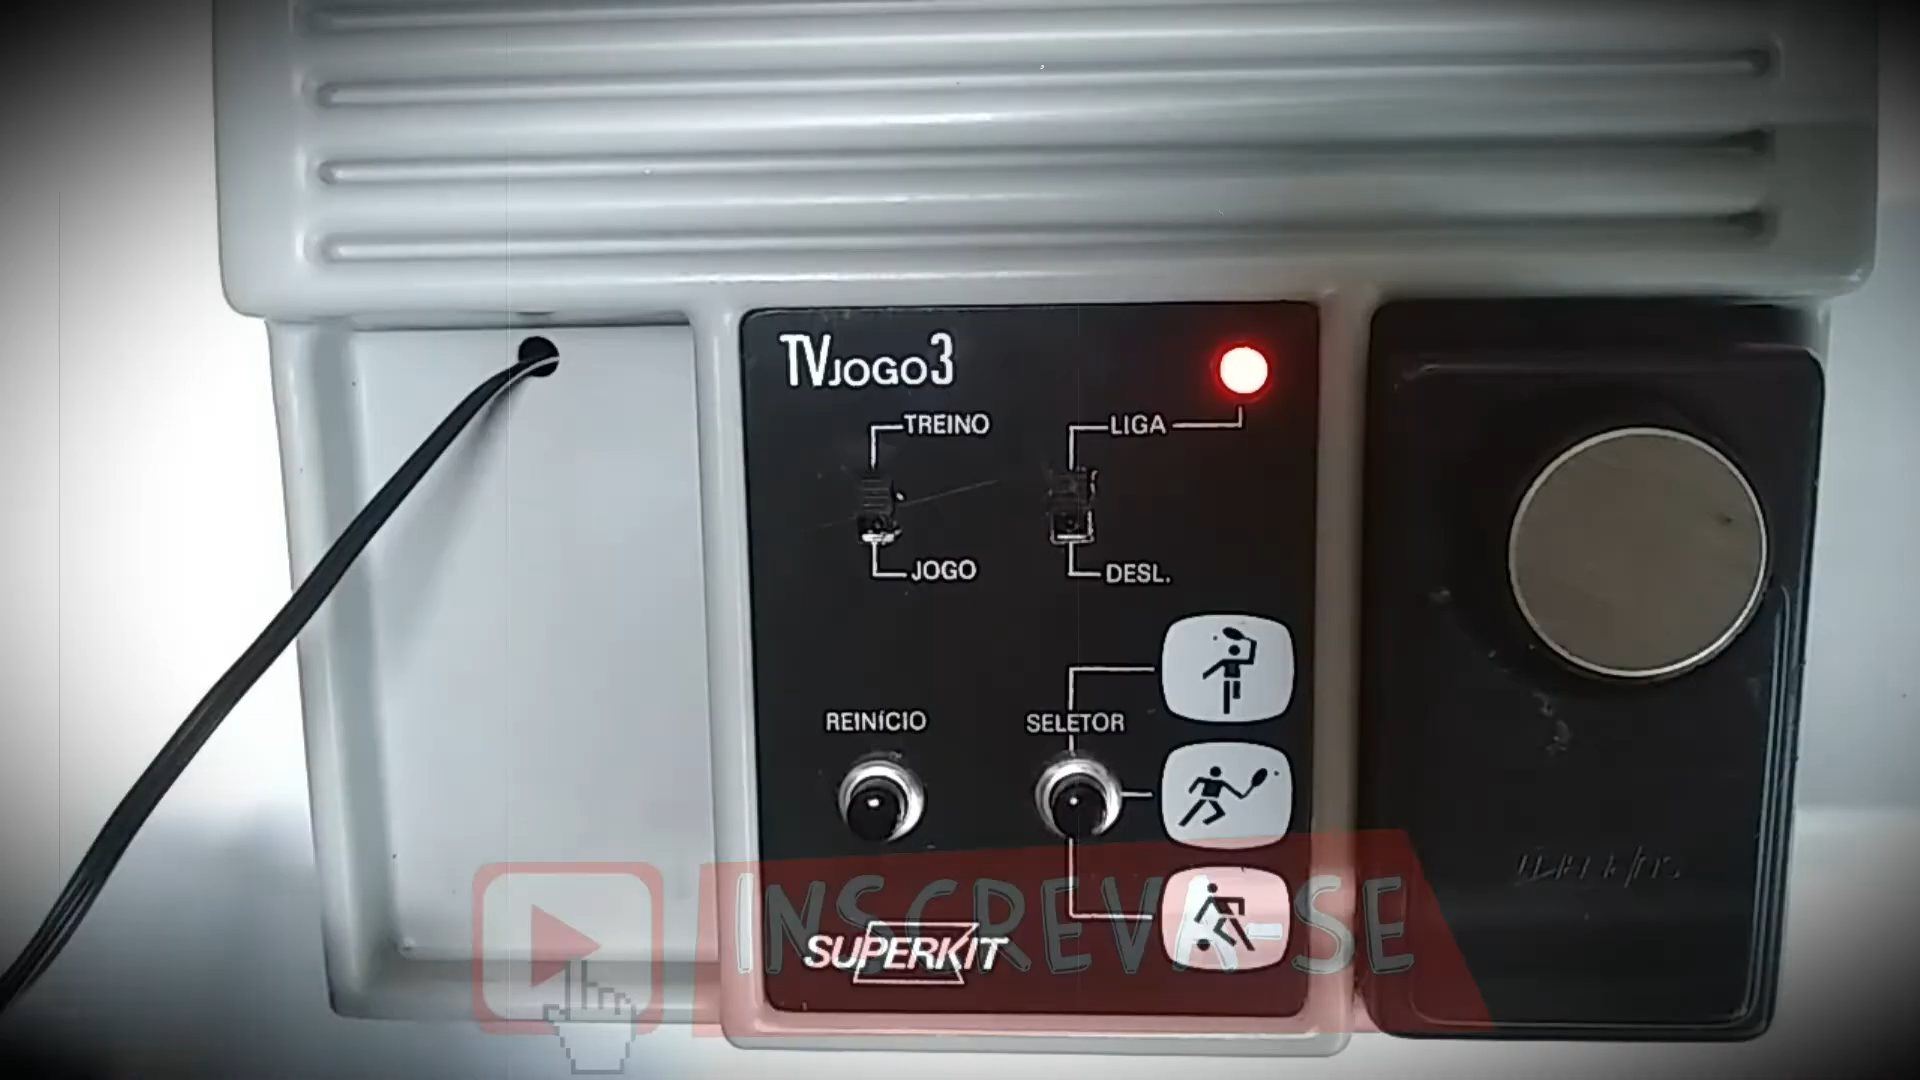 TVJOGO3
TREINO
LIGA
JOGO
DESL.
REINÍCIO
SELETOR
INSCREVA-SE
SUPERKIT